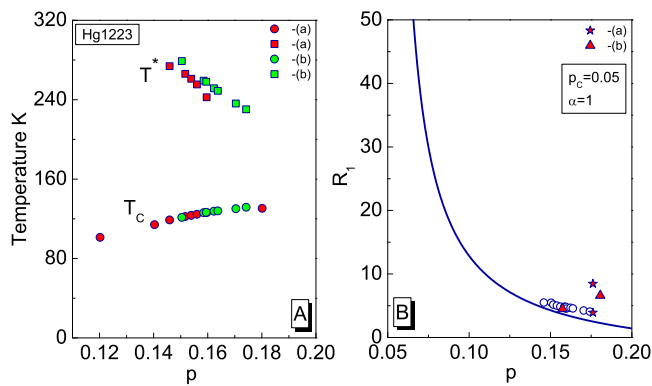 Hg1223
-(a)
-(a)
-(b)
-(b)
T*
T_C
Temperature K
320
240
160
80
0
0.12 0.14 0.16 0.18 0.20
p
A
-(a)
-(b)
p_C=0.05
α=1
R_1
50
40
30
20
10
0
0.05 0.10 0.15 0.20
p
B